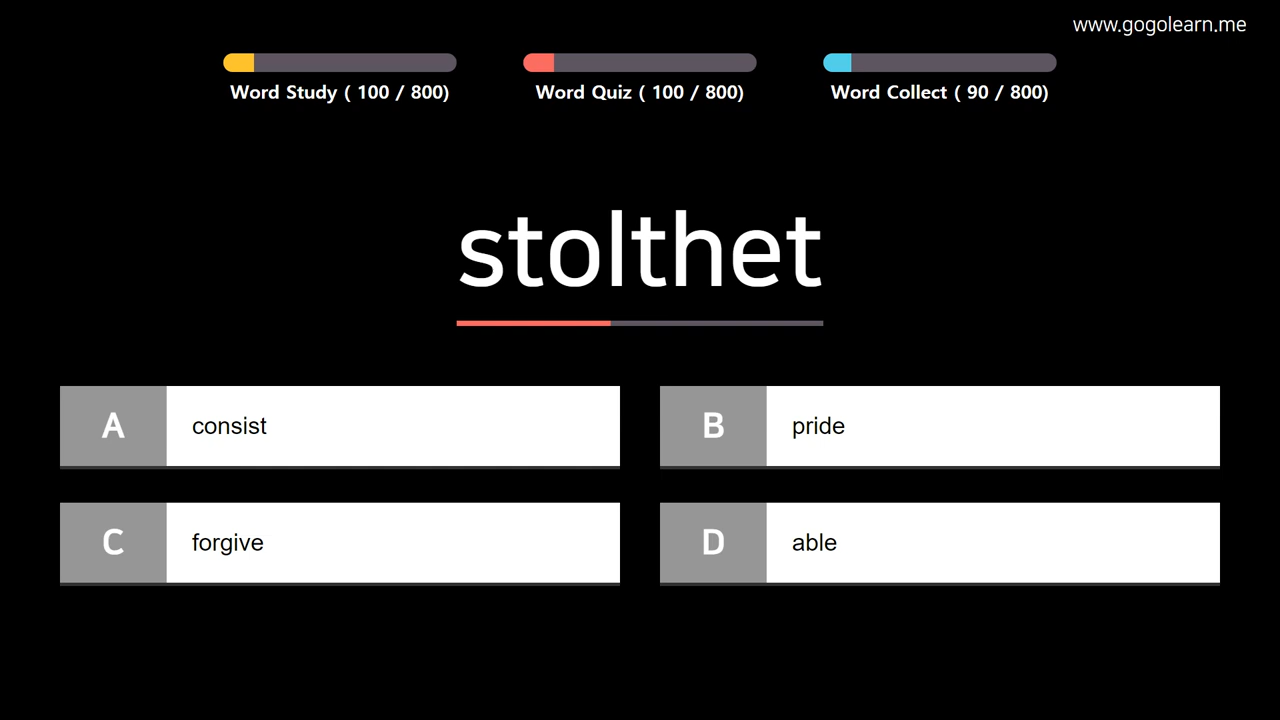 www.gogolearn.me
Word Study ( 100 / 800)
Word Quiz ( 100 / 800)
Word Collect ( 90 / 800)
stolthet
A consist
B pride
C forgive
D able